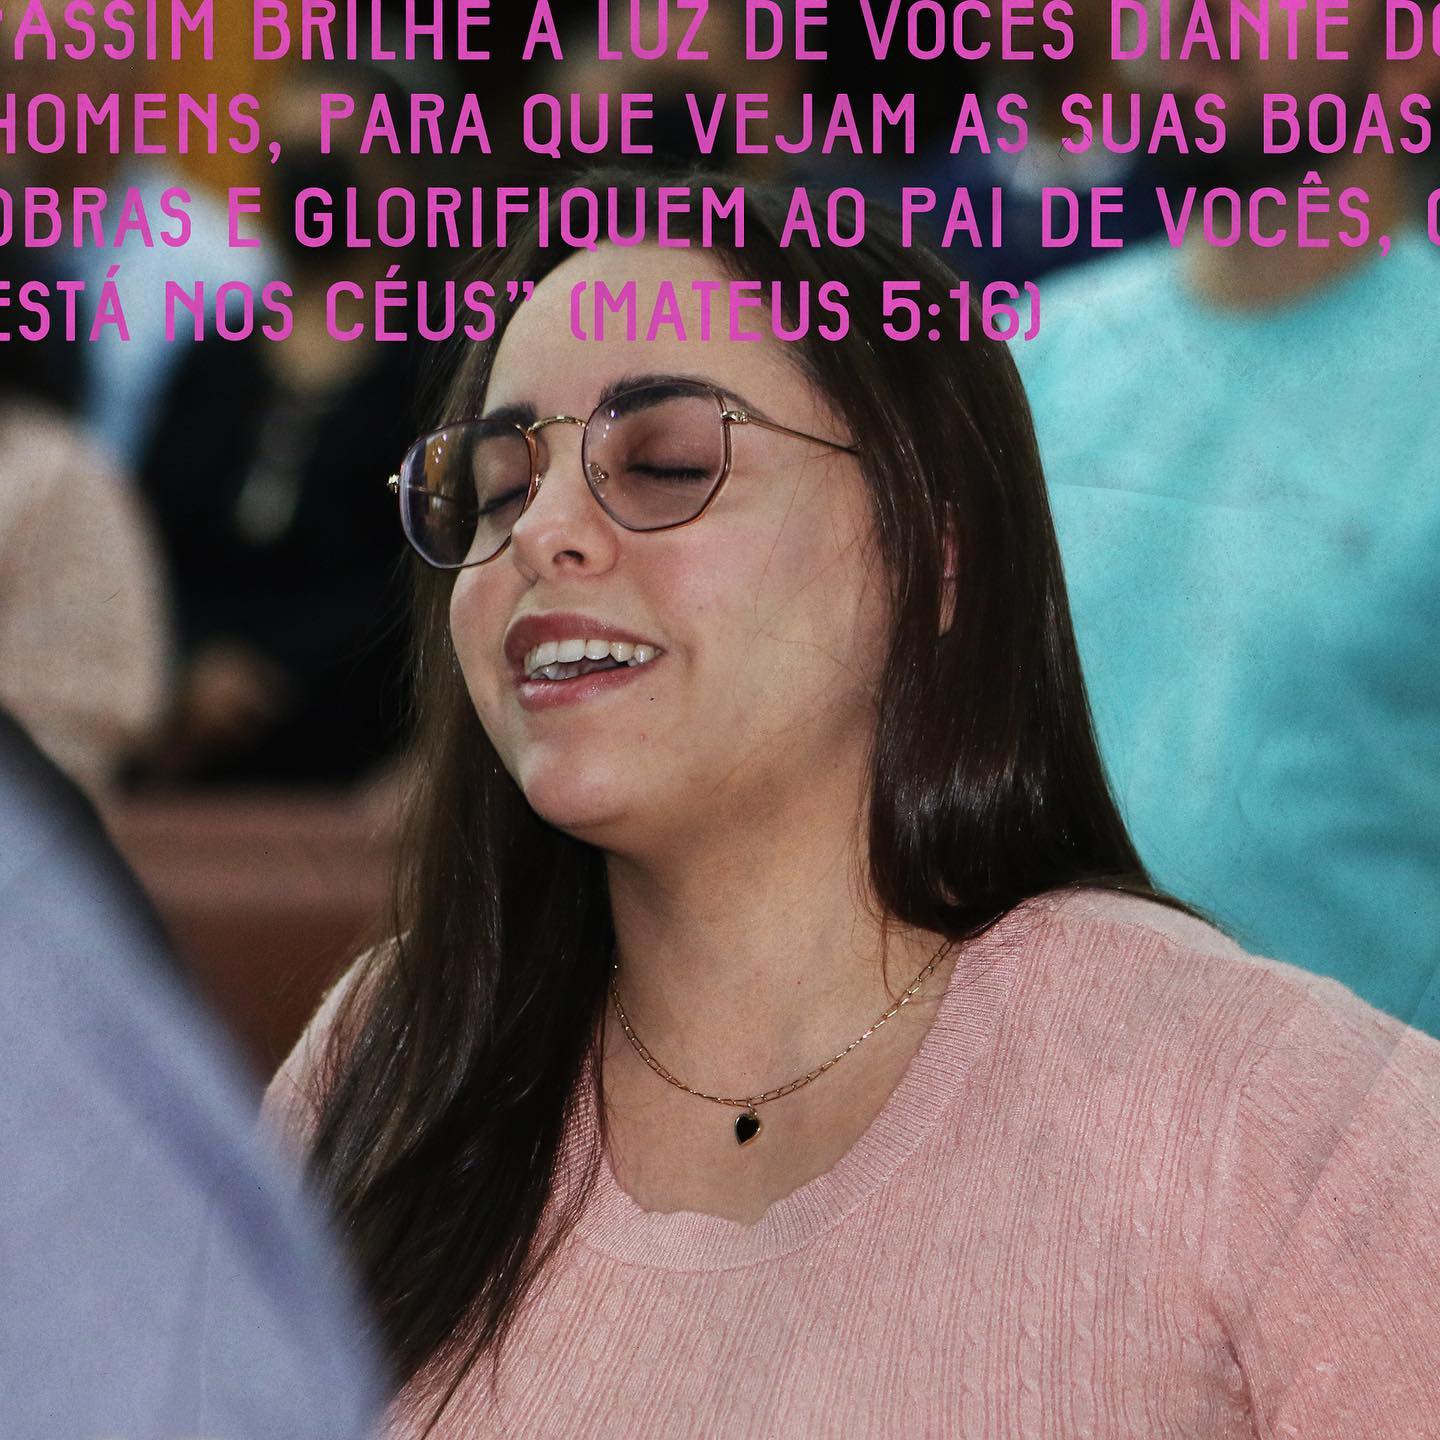 "ASSIM BRILHE A LUZ DE VOCÊS DIANTE
HOMENS, PARA QUE VEJAM AS SUAS BOAS
OBRAS E GLORIFIQUEM AO PAI DE VOCÊS,
ESTÁ NOS CÉUS” (MATEUS 5:16)